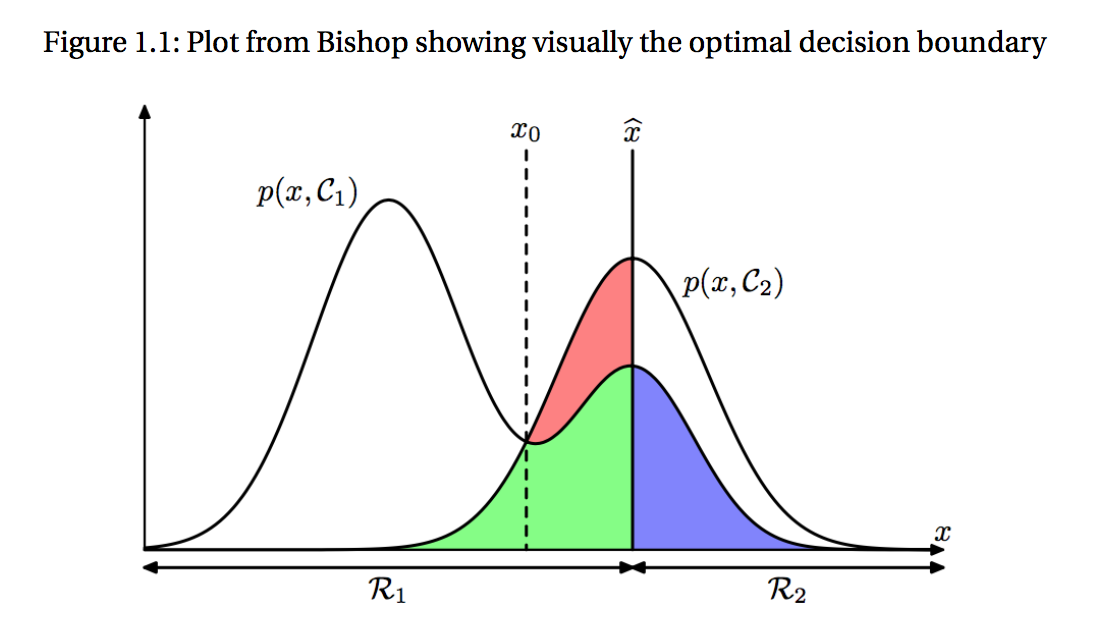 Figure 1.1: Plot from Bishop showing visually the optimal decision boundary
x₀
x̂
p(x, 𝒞₁)
p(x, 𝒞₂)
x
ℛ₁
ℛ₂